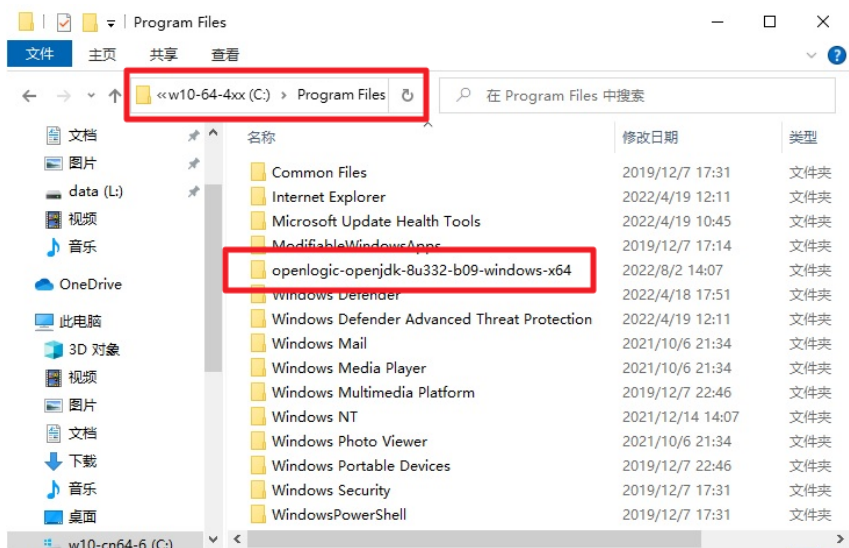 Program Files
文件 主页 共享 查看
«w10-64-4xx (C:) › Program Files 在 Program Files 中搜索
文档
图片
data (L:)
视频
音乐
OneDrive
此电脑
3D 对象
视频
图片
文档
下载
音乐
桌面
w10-cn64-6 (C:)
名称 修改日期 类型
Common Files 2019/12/7 17:31 文件夹
Internet Explorer 2022/4/19 12:11 文件夹
Microsoft Update Health Tools 2022/4/19 10:45 文件夹
ModifiableWindowsApps 2019/12/7 17:14 文件夹
openlogic-openjdk-8u332-b09-windows-x64 2022/8/2 14:07 文件夹
Windows Defender 2022/4/18 17:51 文件夹
Windows Defender Advanced Threat Protection 2022/4/19 12:11 文件夹
Windows Mail 2021/10/6 21:34 文件夹
Windows Media Player 2021/10/6 21:34 文件夹
Windows Multimedia Platform 2019/12/7 22:46 文件夹
Windows NT 2021/12/14 14:07 文件夹
Windows Photo Viewer 2021/10/6 21:34 文件夹
Windows Portable Devices 2019/12/7 22:46 文件夹
Windows Security 2019/12/7 17:31 文件夹
WindowsPowerShell 2019/12/7 17:31 文件夹